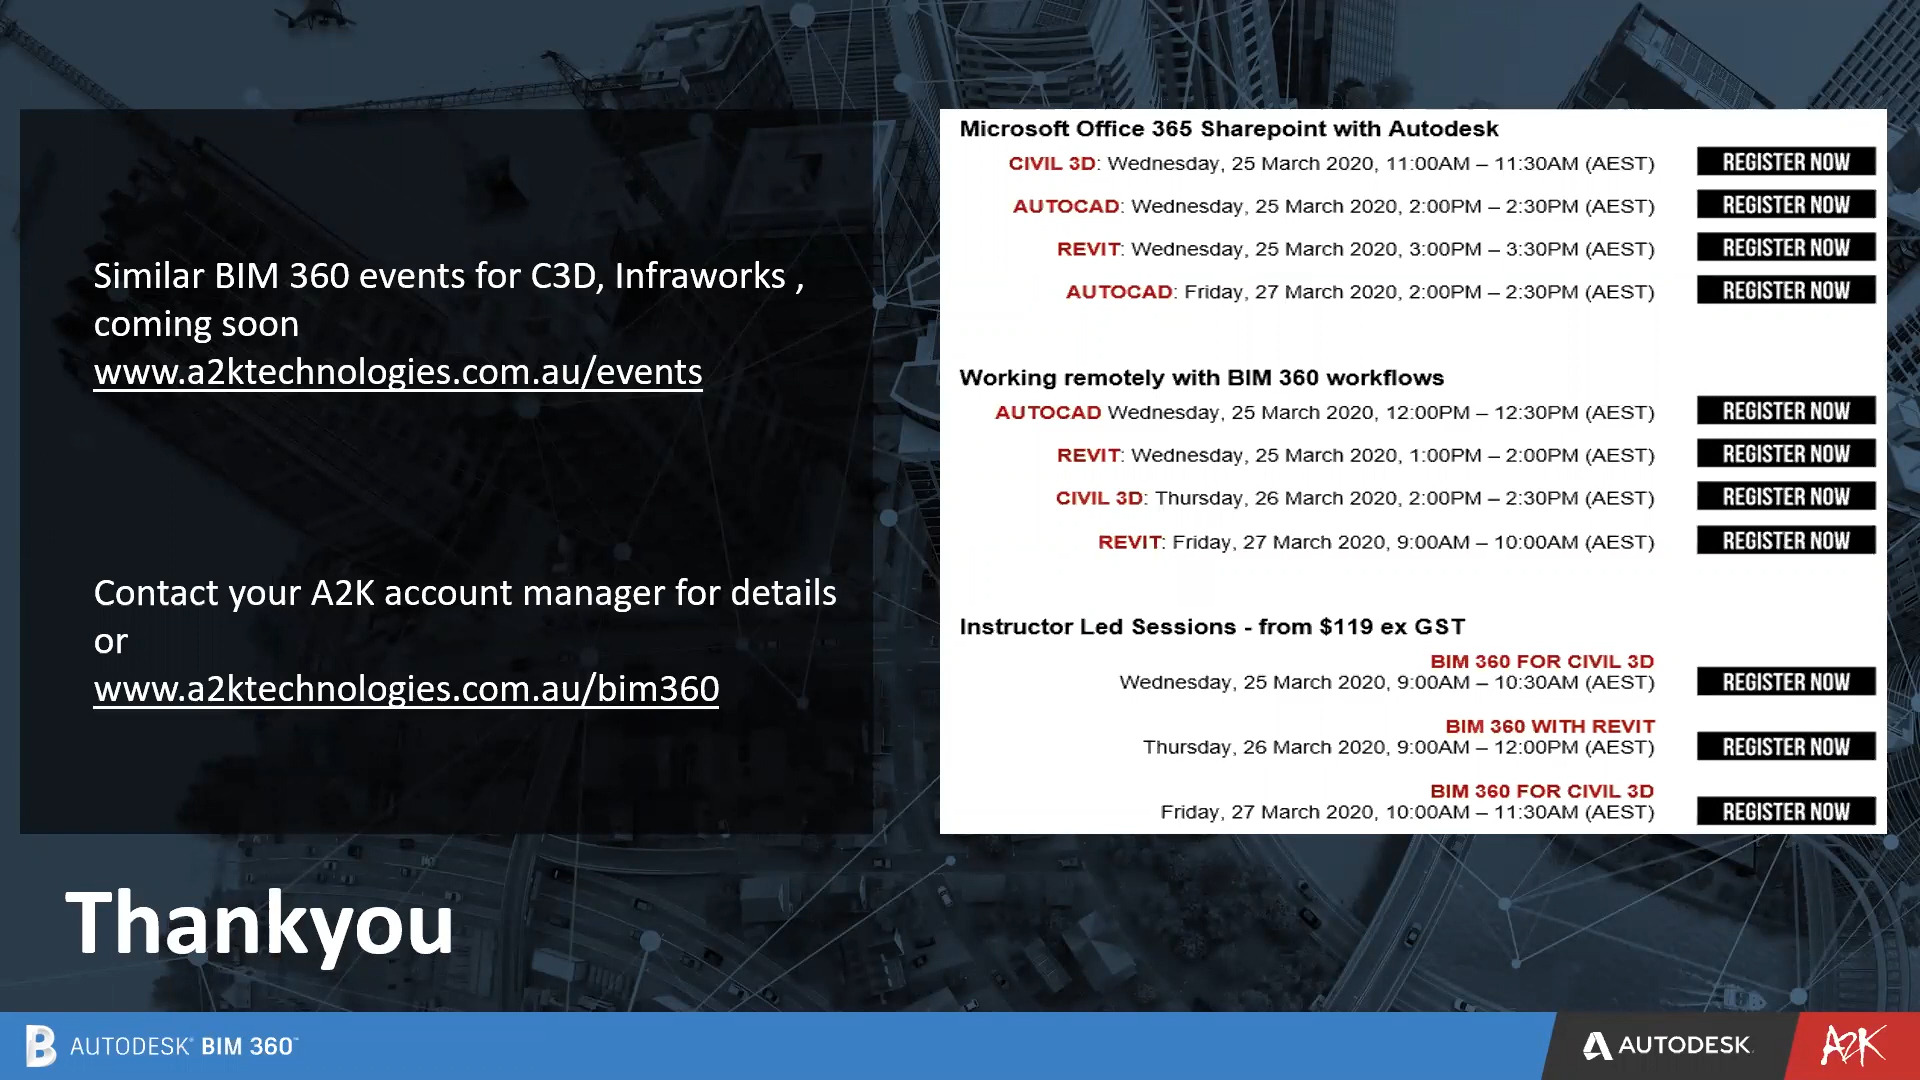 Similar BIM 360 events for C3D, Infraworks ,
coming soon
www.a2ktechnologies.com.au/events
Contact your A2K account manager for details
or
www.a2ktechnologies.com.au/bim360
Microsoft Office 365 Sharepoint with Autodesk
CIVIL 3D: Wednesday, 25 March 2020, 11:00AM – 11:30AM (AEST) REGISTER NOW
AUTOCAD: Wednesday, 25 March 2020, 2:00PM – 2:30PM (AEST) REGISTER NOW
REVIT: Wednesday, 25 March 2020, 3:00PM – 3:30PM (AEST) REGISTER NOW
AUTOCAD: Friday, 27 March 2020, 2:00PM – 2:30PM (AEST) REGISTER NOW
Working remotely with BIM 360 workflows
AUTOCAD Wednesday, 25 March 2020, 12:00PM – 12:30PM (AEST) REGISTER NOW
REVIT: Wednesday, 25 March 2020, 1:00PM – 2:00PM (AEST) REGISTER NOW
CIVIL 3D: Thursday, 26 March 2020, 2:00PM – 2:30PM (AEST) REGISTER NOW
REVIT: Friday, 27 March 2020, 9:00AM – 10:00AM (AEST) REGISTER NOW
Instructor Led Sessions - from $119 ex GST
BIM 360 FOR CIVIL 3D
Wednesday, 25 March 2020, 9:00AM – 10:30AM (AEST) REGISTER NOW
BIM 360 WITH REVIT
Thursday, 26 March 2020, 9:00AM – 12:00PM (AEST) REGISTER NOW
BIM 360 FOR CIVIL 3D
Friday, 27 March 2020, 10:00AM – 11:30AM (AEST) REGISTER NOW
Thankyou
AUTODESK® BIM 360™
AUTODESK.
A2K